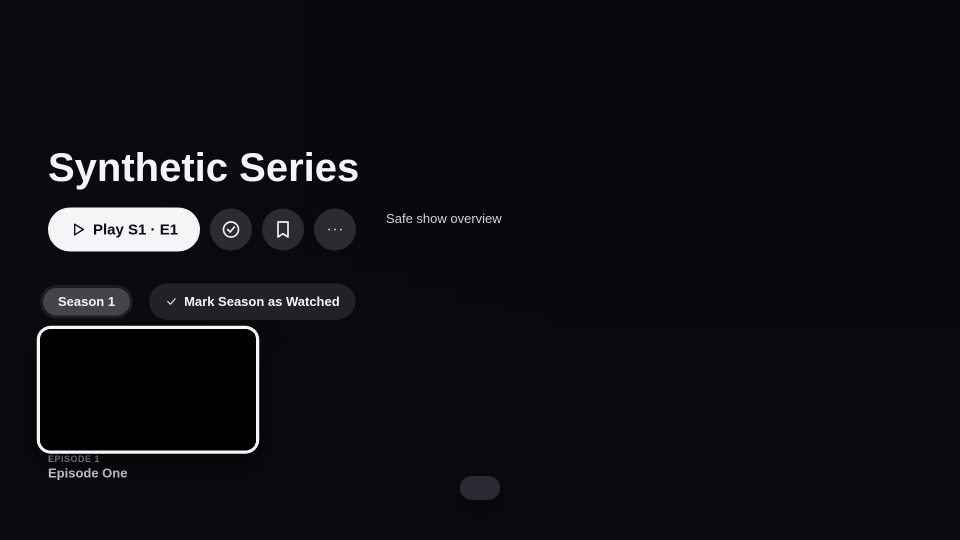 Synthetic Series
Play S1 · E1
Safe show overview
Season 1
Mark Season as Watched
EPISODE 1
Episode One